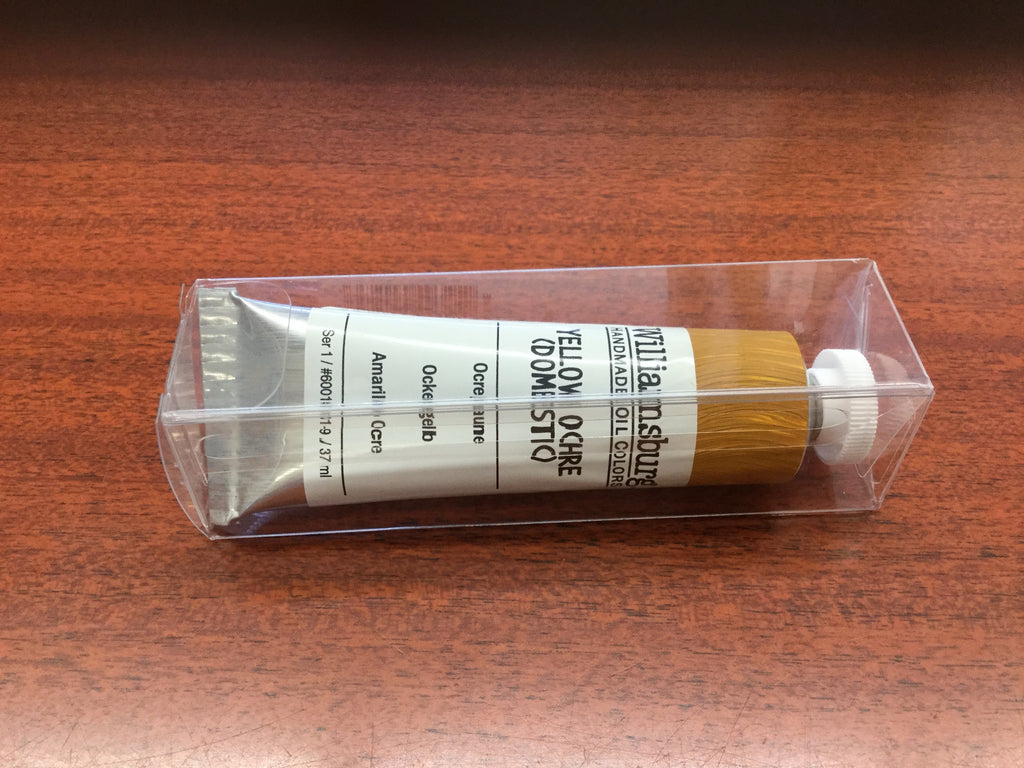 Williamsburg
HANDMADE OIL COLORS
YELLOW OCHRE
(DOMESTIC)
Ocre Jaune
Ockergelb
Amarillo Ocre
Ser 1 / / 37 ml